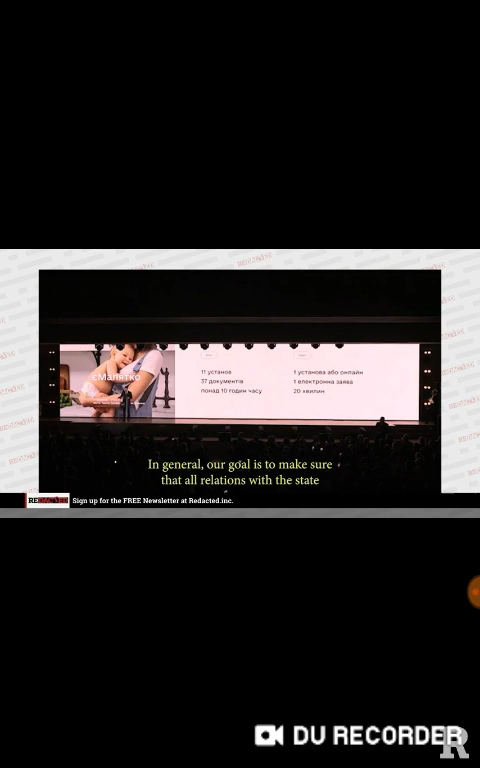 єМалятко
11 установ
37 документів
понад 10 годин часу
1 установа або онлайн
1 електронна заява
20 хвилин
In general, our goal is to make sure
that all relations with the state
REDACTED Sign up for the FREE Newsletter at Redacted.inc.
DU RECORDER
R